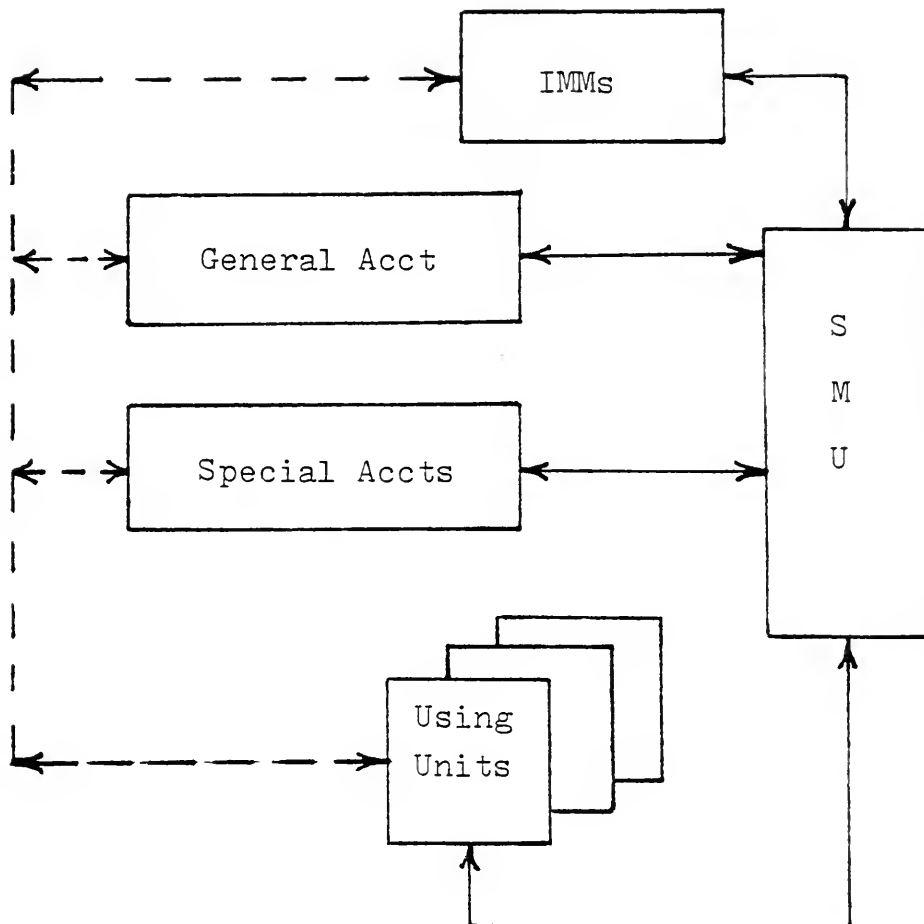 IMMs
General Acct
S
M
U
Special Accts
Using
Units